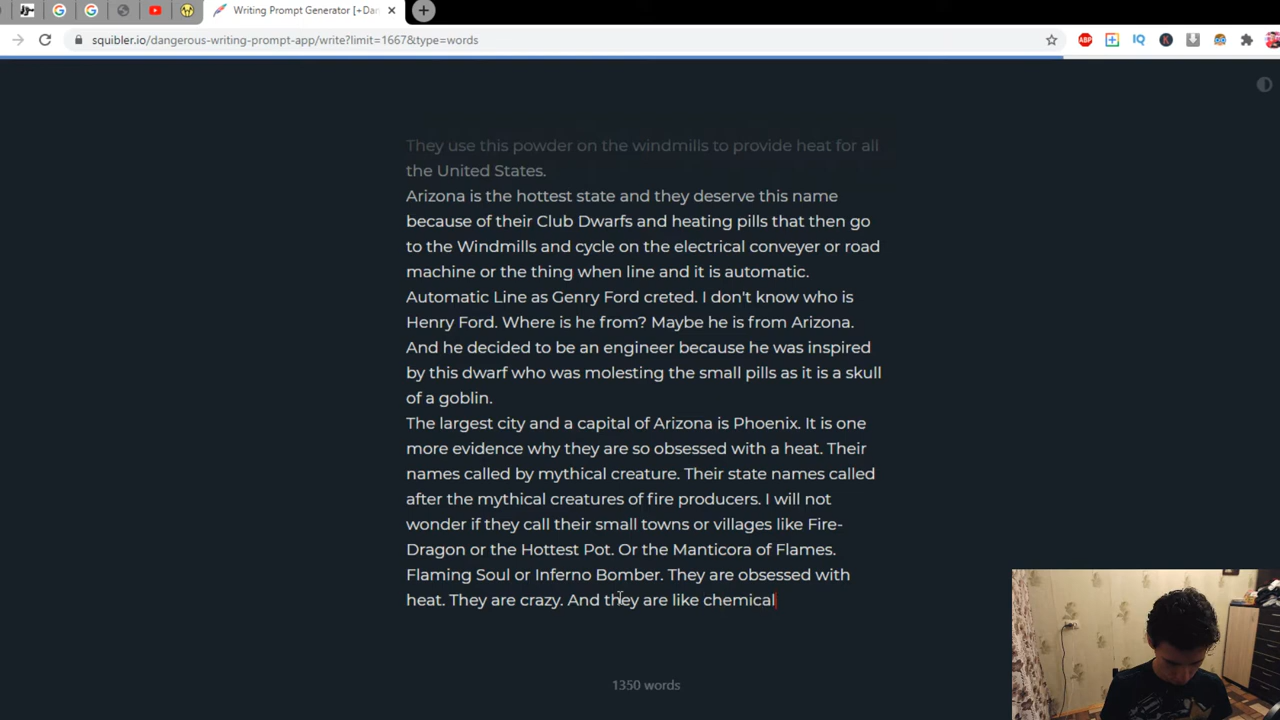 Writing Prompt Generator [+Dan
squibler.io/dangerous-writing-prompt-app/write?limit=1667&type=words
ABP
IQ
K
They use this powder on the windmills to provide heat for all
the United States.
Arizona is the hottest state and they deserve this name
because of their Club Dwarfs and heating pills that then go
to the Windmills and cycle on the electrical conveyer or road
machine or the thing when line and it is automatic.
Automatic Line as Genry Ford creted. I don't know who is
Henry Ford. Where is he from? Maybe he is from Arizona.
And he decided to be an engineer because he was inspired
by this dwarf who was molesting the small pills as it is a skull
of a goblin.
The largest city and a capital of Arizona is Phoenix. It is one
more evidence why they are so obsessed with a heat. Their
names called by mythical creature. Their state names called
after the mythical creatures of fire producers. I will not
wonder if they call their small towns or villages like Fire-
Dragon or the Hottest Pot. Or the Manticora of Flames.
Flaming Soul or Inferno Bomber. They are obsessed with
heat. They are crazy. And they are like chemical
1350 words